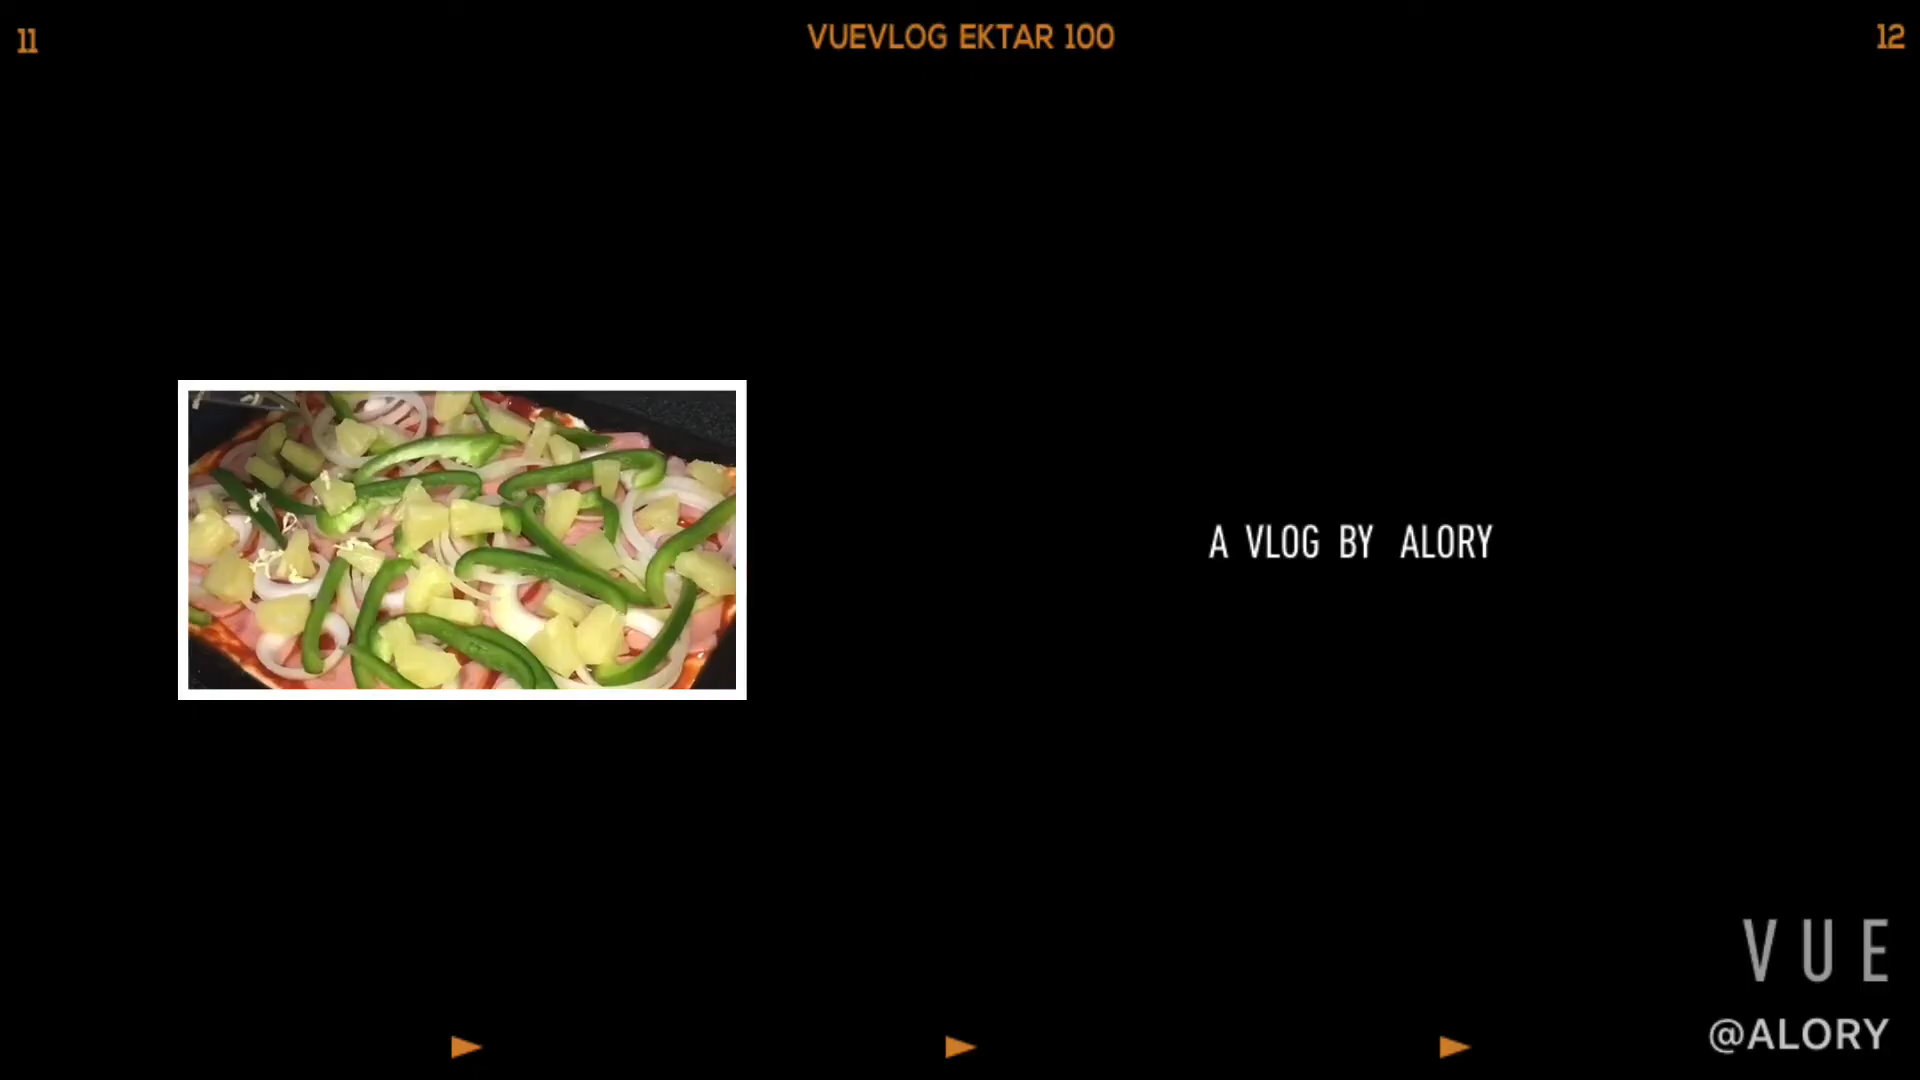 11
VUEVLOG EKTAR 100
12
A VLOG BY ALORY
VUE
@ALORY